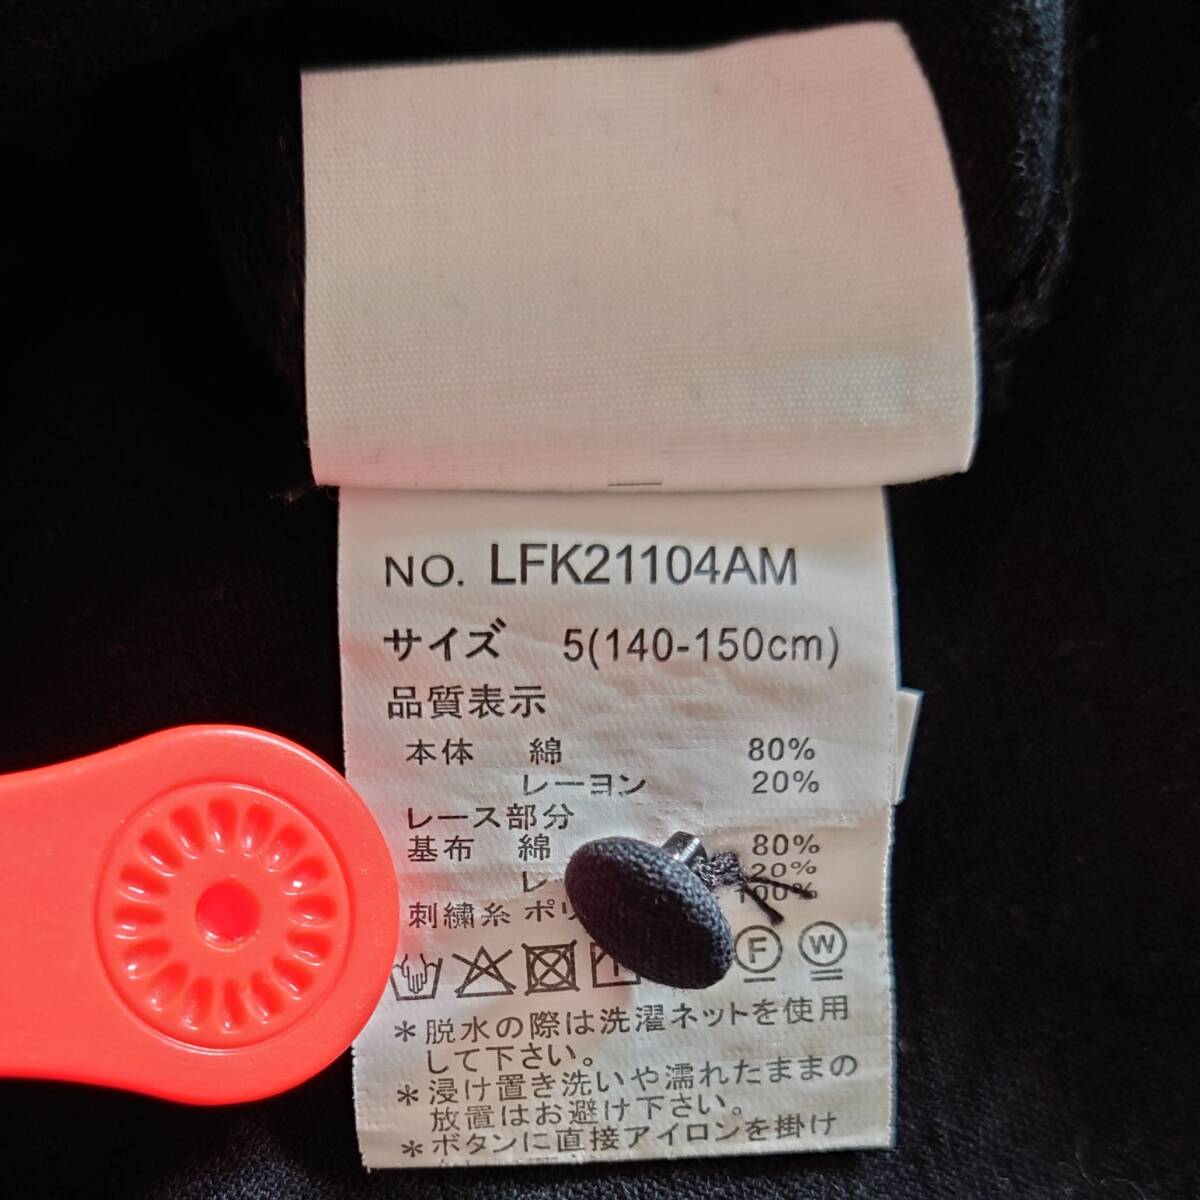 NO. LFK21104AM
サイズ 5(140-150cm)
品質表示
本体 綿 80%
レーヨン 20%
レース部分
基布 綿 80%
20%
刺繍糸 100%
F W
*脱水の際は洗濯ネットを使用
して下さい。
*浸け置き洗いや濡れたままの
放置はお避け下さい。
*ボタンに直接アイロンを掛け